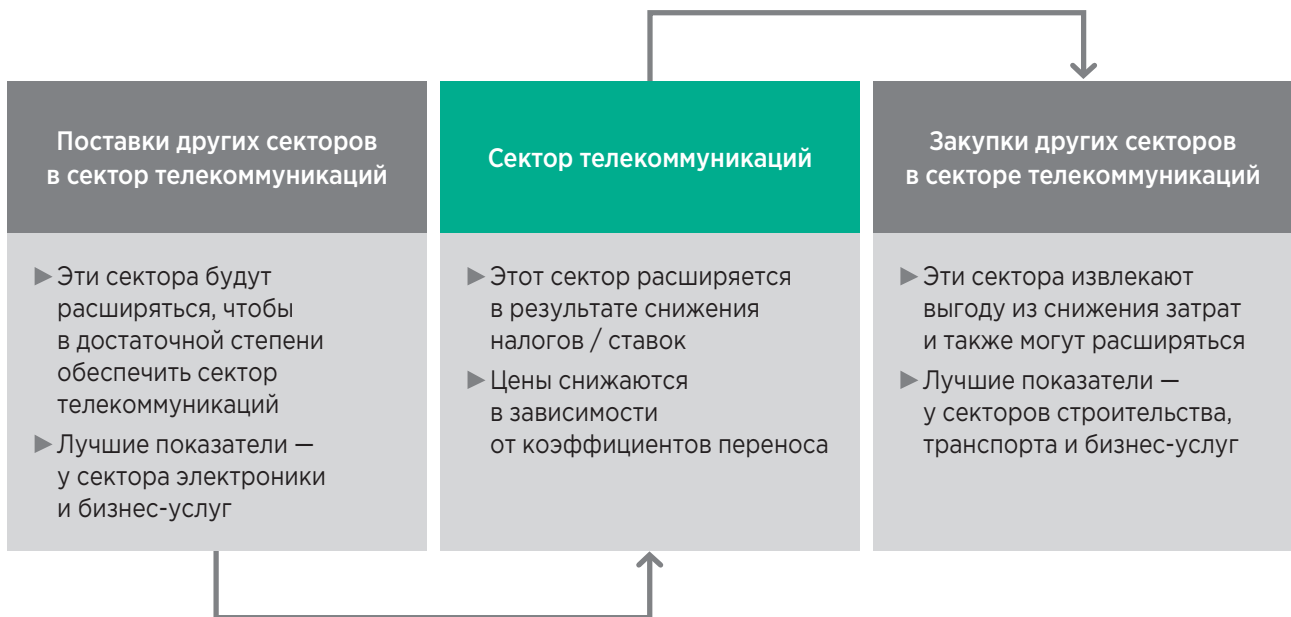 Поставки других секторов
в сектор телекоммуникаций
► Эти сектора будут
расширяться, чтобы
в достаточной степени
обеспечить сектор
телекоммуникаций
► Лучшие показатели —
у сектора электроники
и бизнес-услуг
Сектор телекоммуникаций
► Этот сектор расширяется
в результате снижения
налогов / ставок
► Цены снижаются
в зависимости
от коэффициентов переноса
Закупки других секторов
в секторе телекоммуникаций
► Эти сектора извлекают
выгоду из снижения затрат
и также могут расширяться
► Лучшие показатели —
у секторов строительства,
транспорта и бизнес-услуг